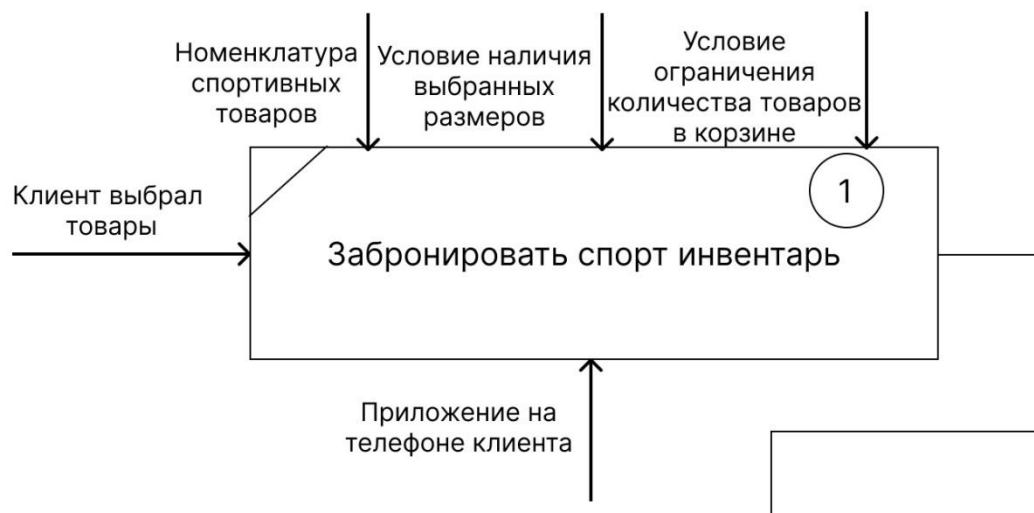 Номенклатура
спортивных
товаров
Условие наличия
выбранных
размеров
Условие
ограничения
количества товаров
в корзине
1
Клиент выбрал
товары
Забронировать спорт инвентарь
Приложение на
телефоне клиента